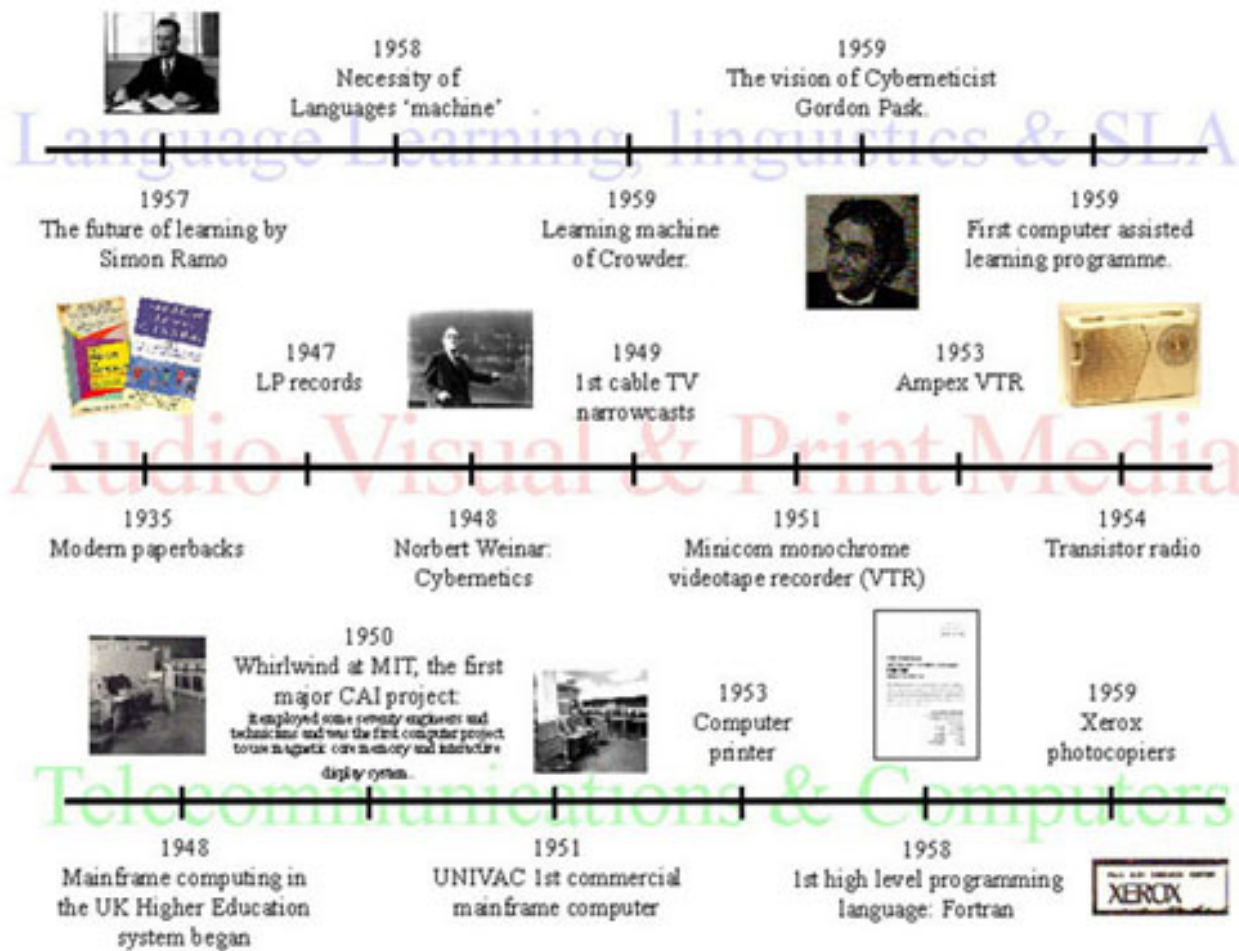 1958
Necessity of
Languages ‘machine’
1959
The vision of Cyberneticist
Gordon Pask.
Language Learning, linguistics & SLA
1957
The future of learning by
Simon Ramo
1959
Learning machine
of Crowder.
1959
First computer assisted
learning programme.
1947
LP records
1949
1st cable TV
narrowcasts
1953
Ampex VTR
Audio-Visual & Print Media
1935
Modern paperbacks
1948
Norbert Weinar:
Cybernetics
1951
Minicom monochrome
videotape recorder (VTR)
1954
Transistor radio
1950
Whirlwind at MIT, the first
major CAI project:
it employed some seventy engineers and
technicians and was the first computer project
to use magnetic core memory and interactive
display system.
1953
Computer
printer
1959
Xerox
photocopiers
Telecommunications & Computers
1948
Mainframe computing in
the UK Higher Education
system began
1951
UNIVAC 1st commercial
mainframe computer
1958
1st high level programming
language: Fortran
XEROX